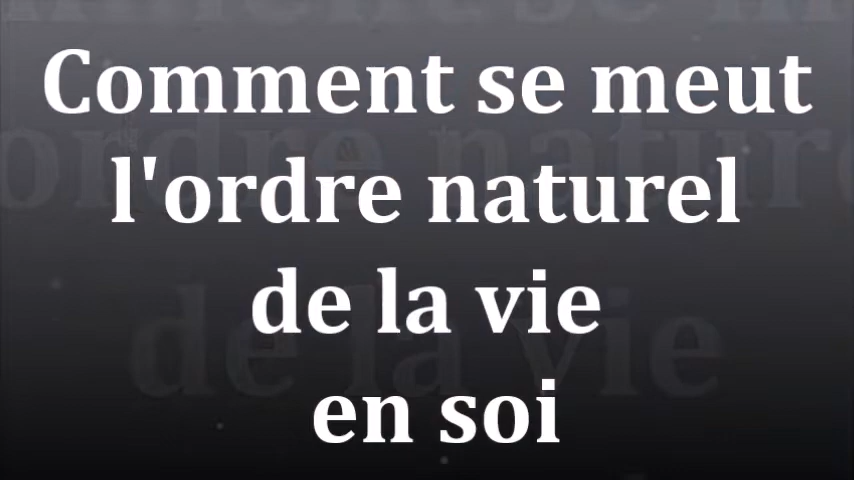 Comment se meut
l'ordre naturel
de la vie
en soi